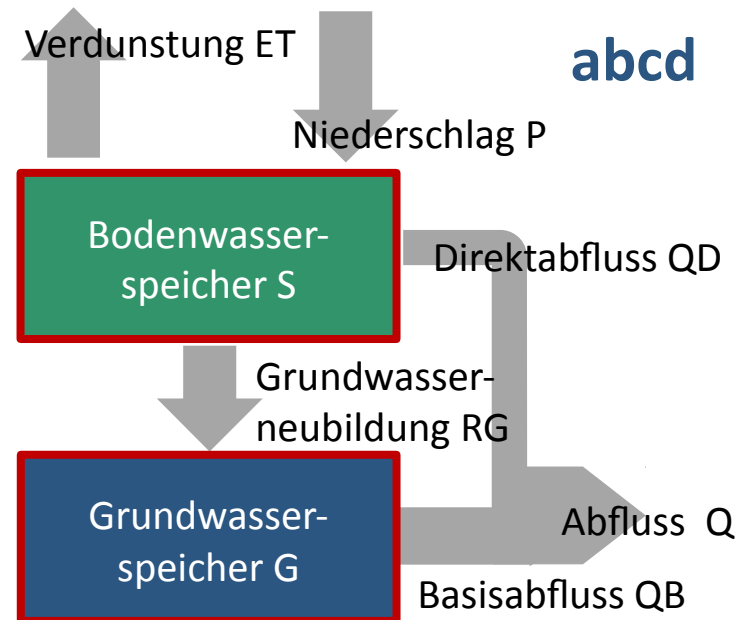 Verdunstung ET
abcd
Niederschlag P
Bodenwasser-
speicher S
Direktabfluss QD
Grundwasser-
neubildung RG
Grundwasser-
speicher G
Abfluss Q
Basisabfluss QB